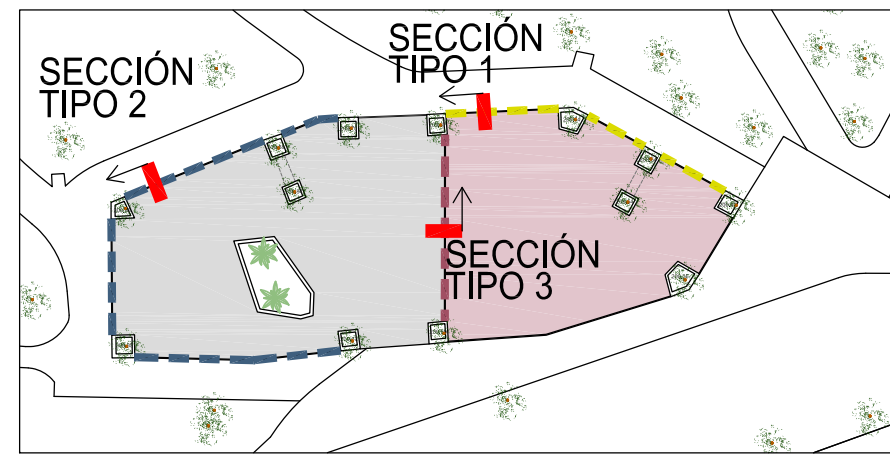 SECCIÓN
TIPO 1
SECCIÓN
TIPO 2
SECCIÓN
TIPO 3